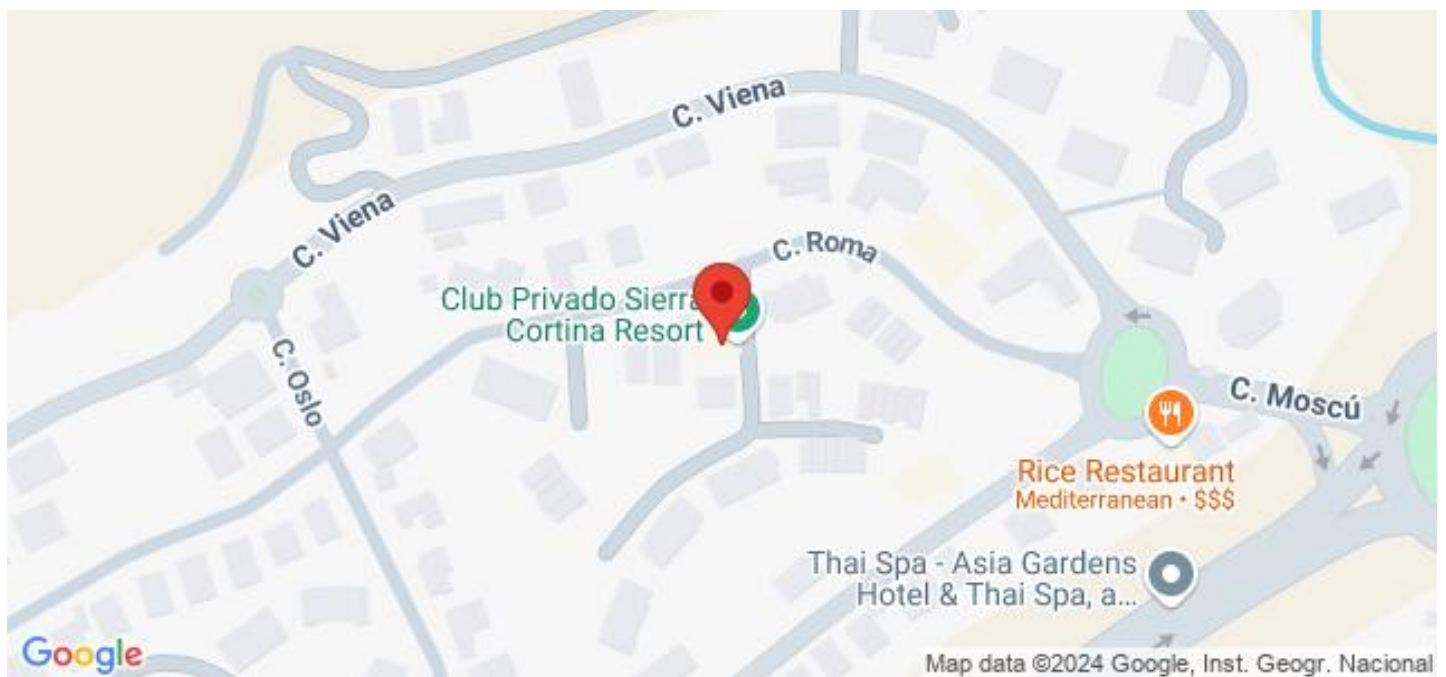 C. Viena
C. Viena
C. Roma
Club Privado Sierra
Cortina Resort
C. Oslo
C. Moscú
Rice Restaurant
Mediterranean • $$$
Thai Spa - Asia Gardens
Hotel & Thai Spa, a...
Google
Map data ©2024 Google, Inst. Geogr. Nacional